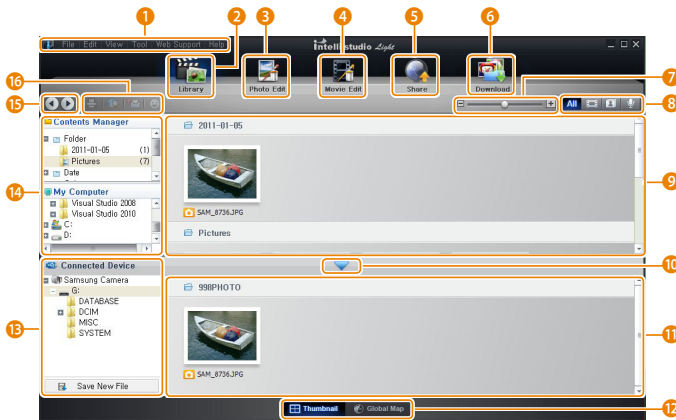 1
2
3
4
5
6
File Edit View Tool Web Support Help
Intellistudio Light
7
16
Library
Photo Edit
Movie Edit
Share
Download
15
All
8
Contents Manager
Folder
2011-01-05 (1)
Pictures (7)
Date
2011-01-05
SAM_8736.JPG
Pictures
9
14
My Computer
Visual Studio 2008
Visual Studio 2010
C:
D:
10
Connected Device
Samsung Camera
G:
DATABASE
DCIM
MISC
SYSTEM
998PHOTO
SAM_8736.JPG
11
13
Save New File
Thumbnail Global Map
12